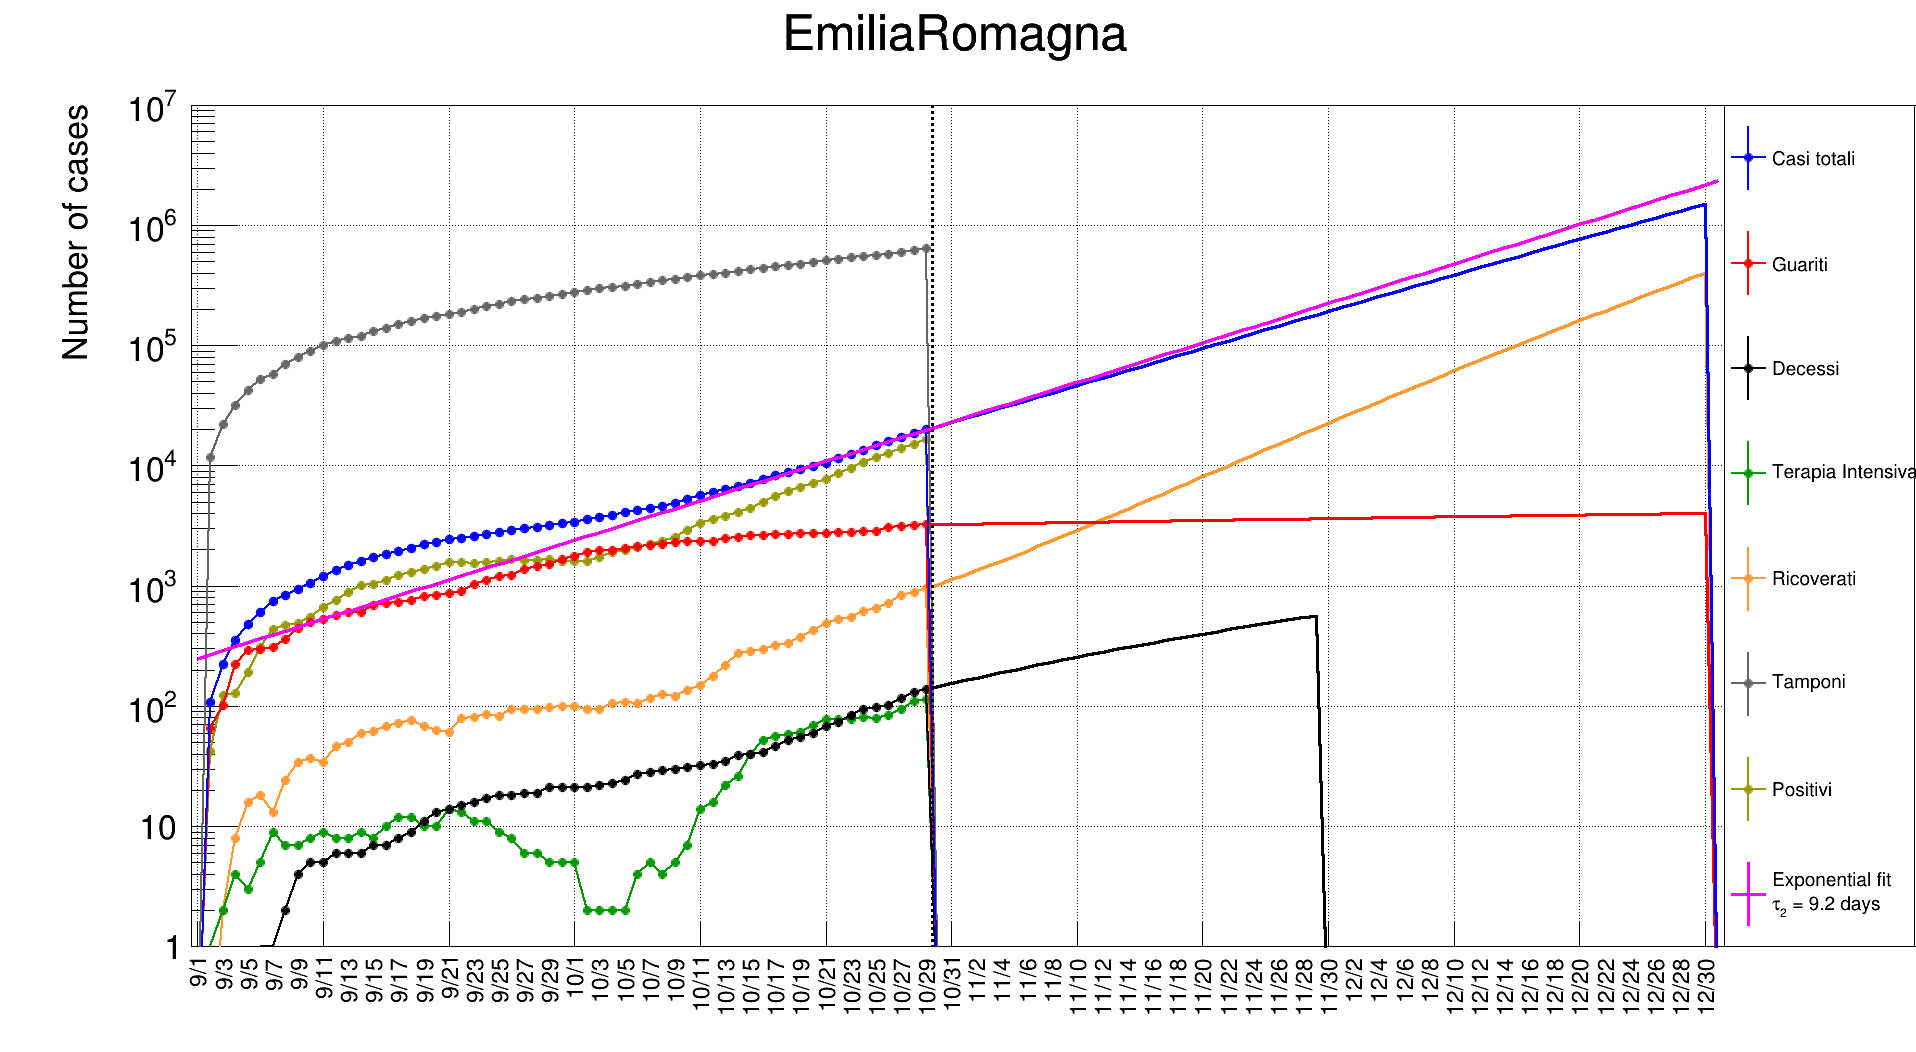 EmiliaRomagna
Number of cases
10^7
10^6
10^5
10^4
10^3
10^2
10
1
9/1 9/3 9/5 9/7 9/9 9/11 9/13 9/15 9/17 9/19 9/21 9/23 9/25 9/27 9/29 10/1 10/3 10/5 10/7 10/9 10/11 10/13 10/15 10/17 10/19 10/21 10/23 10/25 10/27 10/29 10/31 11/2 11/4 11/6 11/8 11/10 11/12 11/14 11/16 11/18 11/20 11/22 11/24 11/26 11/28 11/30 12/2 12/4 12/6 12/8 12/10 12/12 12/14 12/16 12/18 12/20 12/22 12/24 12/26 12/28 12/30
Casi totali
Guariti
Decessi
Terapia Intensiva
Ricoverati
Tamponi
Positivi
Exponential fit
τ_2 = 9.2 days